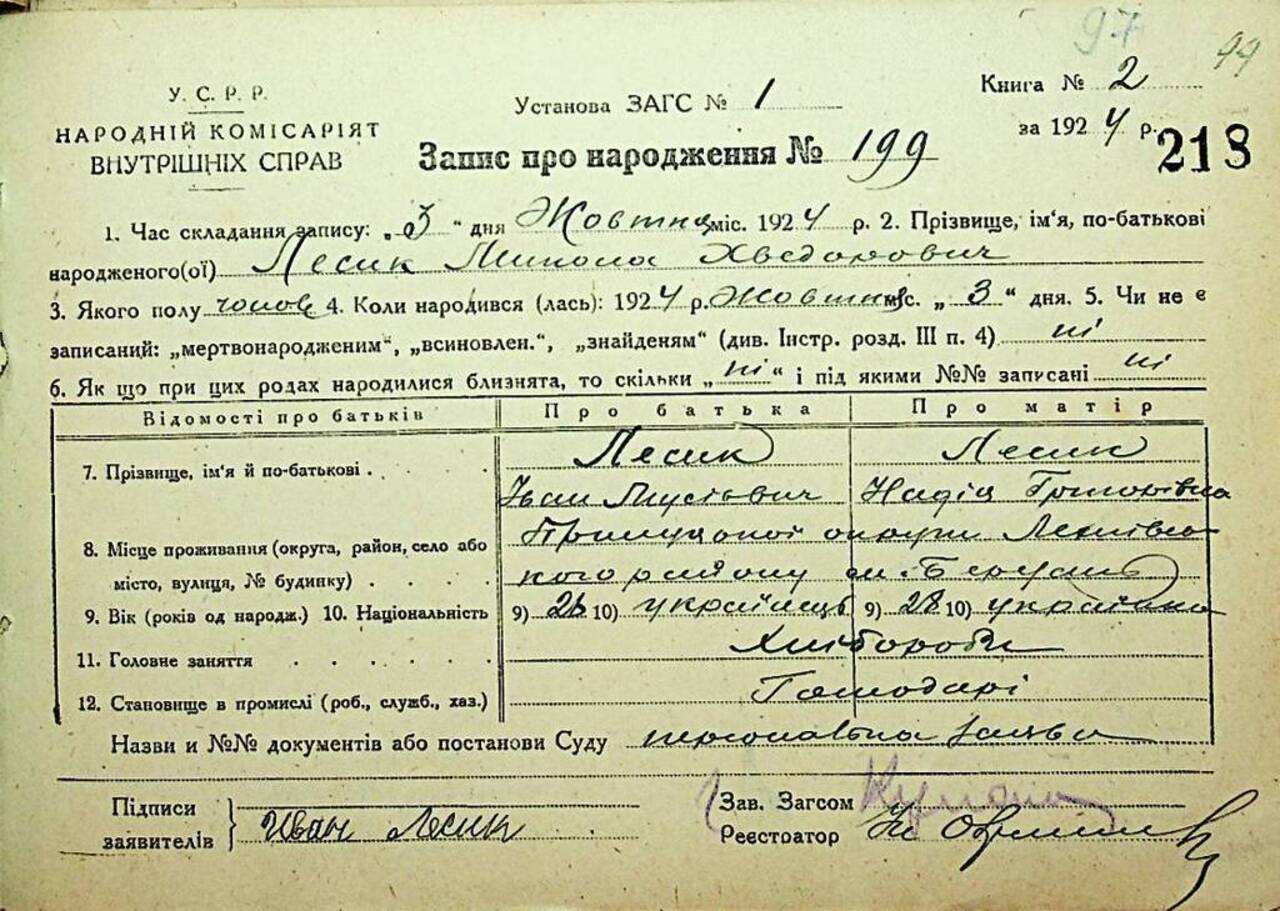 97
99
У. С. Р. Р.
НАРОДНІЙ КОМІСАРІЯТ
ВНУТРІШНІХ СПРАВ
Установа ЗАГС № 1
Книга № 2
за 1924 р.
218
Запис про народження № 199
1. Час складання запису: „3“ дня Жовтня міс. 1924 р. 2. Прізвище, ім'я, по-батькові
народженого(ої) Лесик Микола Хведорович
3. Якого полу чолов 4. Коли народився (лась): 1924 р. Жовтня міс. „3“ дня. 5. Чи не є
записаний: „мертвонародженим“, „всиновлен.“, „знайденям“ (див. Інстр. розд. III п. 4) ні
6. Як що при цих родах народилися близнята, то скільки „ні“ і під якими №№ записані ні
Відомості про батьків Про батька Про матір
7. Прізвище, ім'я й по-батькові . . . . Лесик Лесик
Іван Надія Григорівна
8. Місце проживання (округа, район, село або Прилуцької округи
місто, вулиця, № будинку) . . . . кого району
9. Вік (років од народж.) 10. Національність 9) 26 10) українець 9) 28 10) українка
11. Головне заняття . . . . . . Хлібороби
12. Становище в промислі (роб., служб., хаз.) Господарі
Назви и №№ документів або постанови Суду персональна заява
Підписи
заявителів Иван Лесик
Зав. Загсом
Реєстратор